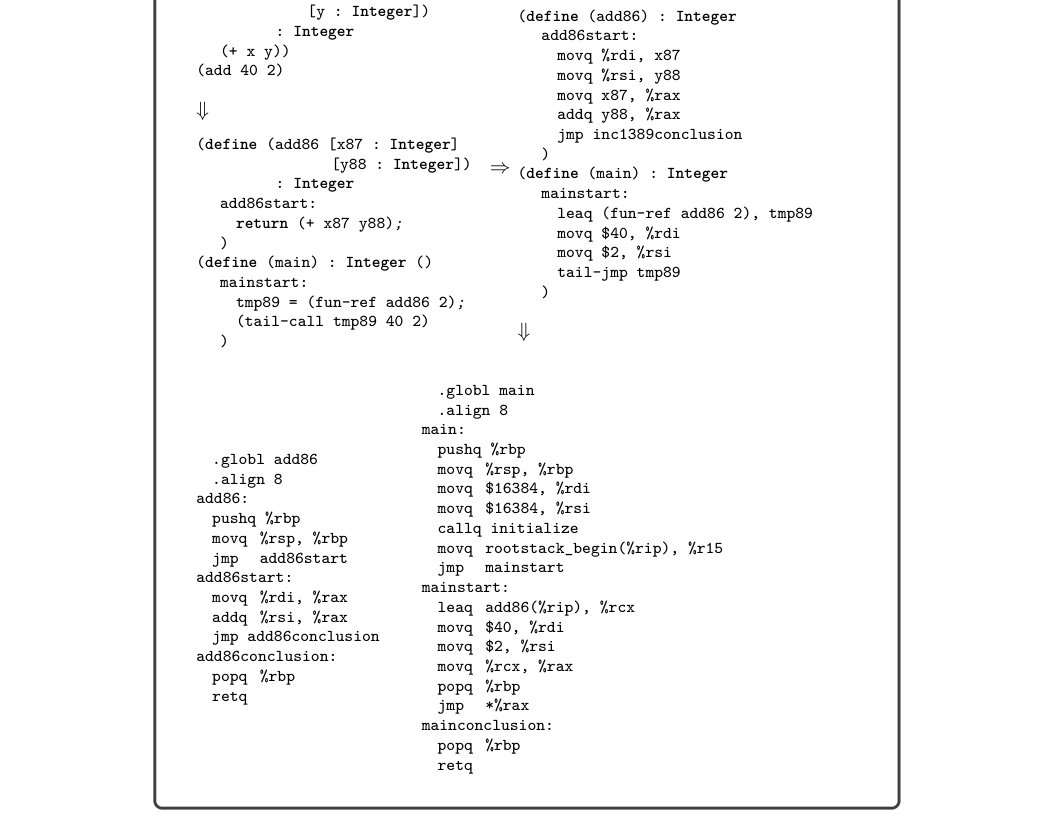 [y : Integer])
: Integer
(+ x y))
(add 40 2)
⇓
(define (add86 [x87 : Integer]
[y88 : Integer])
: Integer
add86start:
return (+ x87 y88);
)
(define (main) : Integer ()
mainstart:
tmp89 = (fun-ref add86 2);
(tail-call tmp89 40 2)
)
⇒
(define (add86) : Integer
add86start:
movq %rdi, x87
movq %rsi, y88
movq x87, %rax
addq y88, %rax
jmp inc1389conclusion
)
(define (main) : Integer
mainstart:
leaq (fun-ref add86 2), tmp89
movq $40, %rdi
movq $2, %rsi
tail-jmp tmp89
)
⇓
.globl add86
.align 8
add86:
pushq %rbp
movq %rsp, %rbp
jmp add86start
add86start:
movq %rdi, %rax
addq %rsi, %rax
jmp add86conclusion
add86conclusion:
popq %rbp
retq
.globl main
.align 8
main:
pushq %rbp
movq %rsp, %rbp
movq $16384, %rdi
movq $16384, %rsi
callq initialize
movq rootstack_begin(%rip), %r15
jmp mainstart
mainstart:
leaq add86(%rip), %rcx
movq $40, %rdi
movq $2, %rsi
movq %rcx, %rax
popq %rbp
jmp *%rax
mainconclusion:
popq %rbp
retq